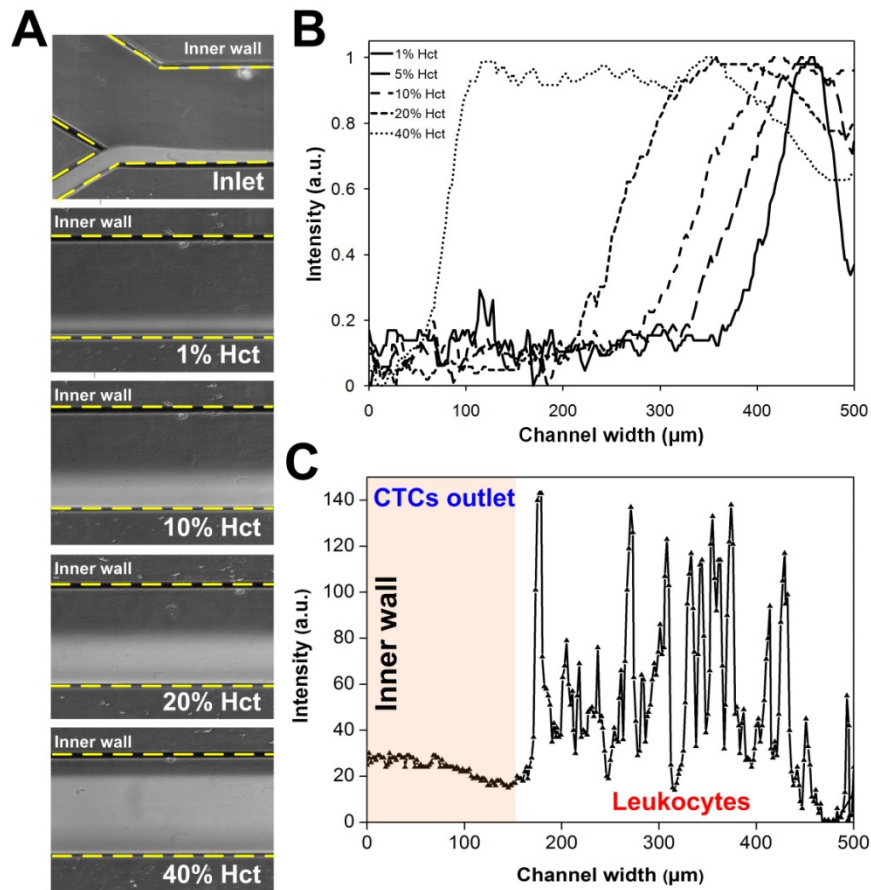 A
Inner wall
Inlet
Inner wall
1% Hct
Inner wall
10% Hct
Inner wall
20% Hct
Inner wall
40% Hct
B
1% Hct
5% Hct
10% Hct
20% Hct
40% Hct
Intensity (a.u.)
1
0.8
0.6
0.4
0.2
0
0 100 200 300 400 500
Channel width (µm)
C
CTCs outlet
Inner wall
Leukocytes
Intensity (a.u.)
140
120
100
80
60
40
20
0
0 100 200 300 400 500
Channel width (µm)